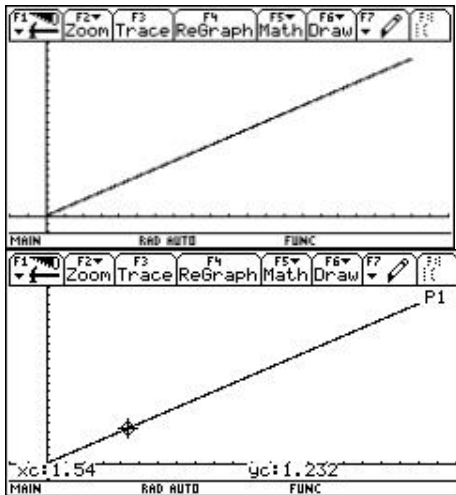 F1 F2 F3 F4 F5 F6 F7
Zoom Trace ReGraph Math Draw
MAIN RAD AUTO FUNC
F1 F2 F3 F4 F5 F6 F7
Zoom Trace ReGraph Math Draw
P1
xc:1.54 yc:1.232
MAIN RAD AUTO FUNC